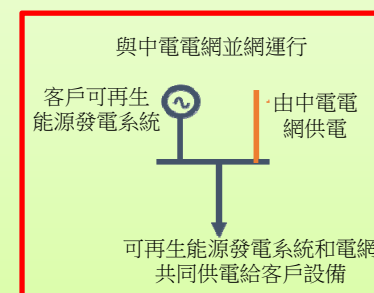 與中電電網並網運行
客戶可再生
能源發電系統
由中電電
網供電
可再生能源發電系統和電網
共同供電給客戶設備